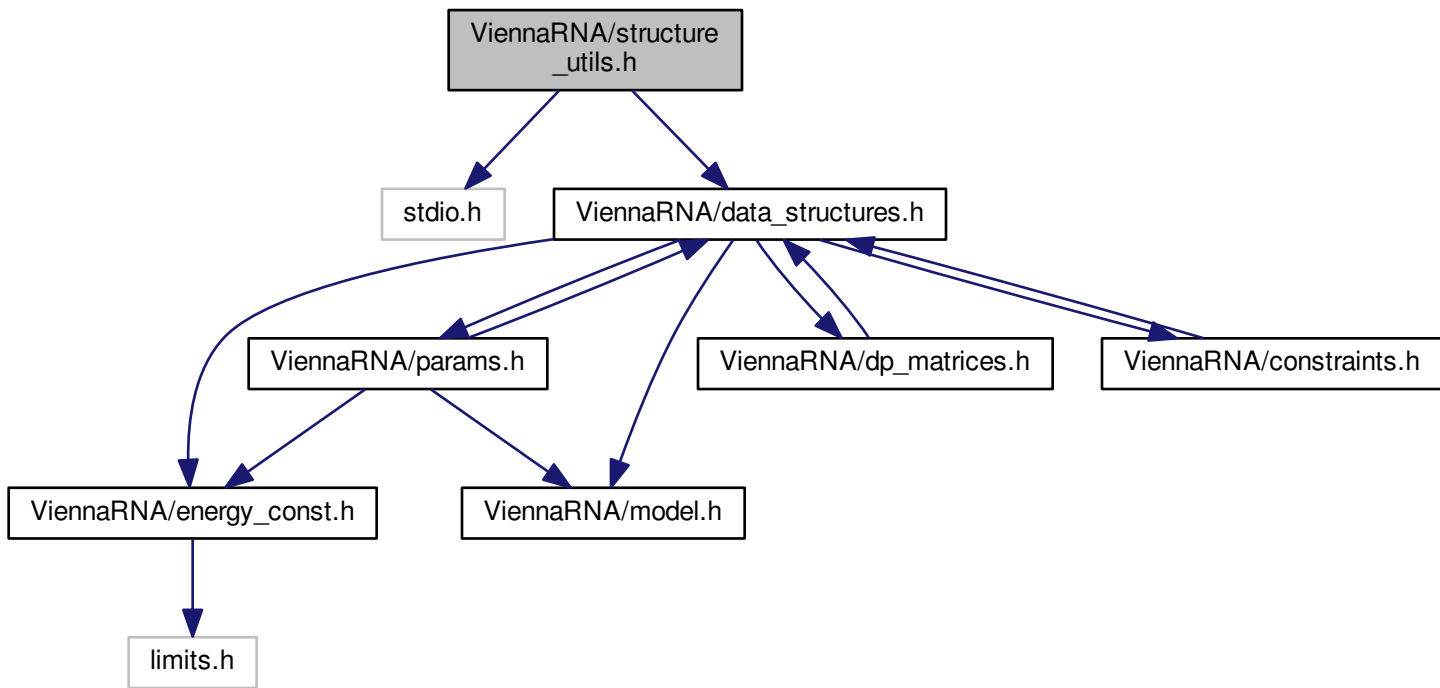 ViennaRNA/structure
_utils.h
stdio.h
ViennaRNA/data_structures.h
ViennaRNA/params.h
ViennaRNA/dp_matrices.h
ViennaRNA/constraints.h
ViennaRNA/energy_const.h
ViennaRNA/model.h
limits.h